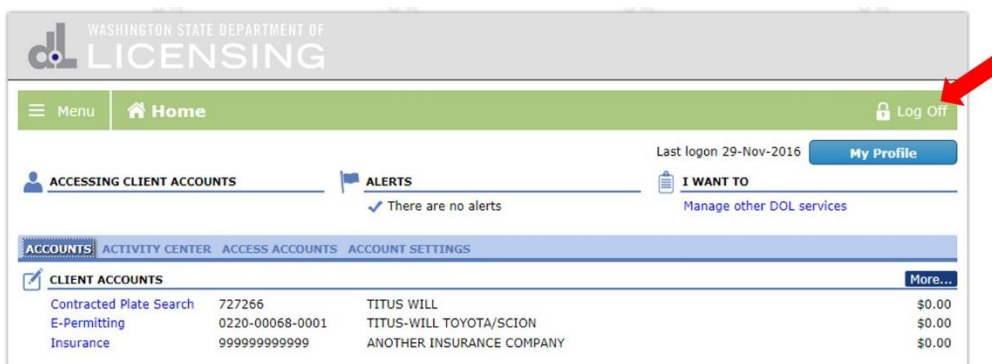 WASHINGTON STATE DEPARTMENT OF
dL LICENSING
Menu Home Log Off
Last logon 29-Nov-2016 My Profile
ACCESSING CLIENT ACCOUNTS ALERTS I WANT TO
There are no alerts Manage other DOL services
ACCOUNTS ACTIVITY CENTER ACCESS ACCOUNTS ACCOUNT SETTINGS
CLIENT ACCOUNTS More...
Contracted Plate Search 727266 TITUS WILL $0.00
E-Permitting 0220-00068-0001 TITUS-WILL TOYOTA/SCION $0.00
Insurance 999999999999 ANOTHER INSURANCE COMPANY $0.00